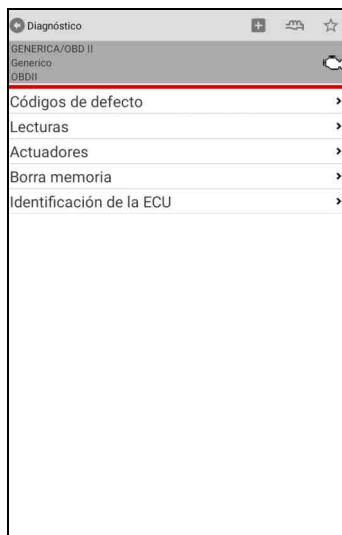 Diagnóstico
GENERICA/OBD II
Generico
OBDII
Códigos de defecto
Lecturas
Actuadores
Borra memoria
Identificación de la ECU